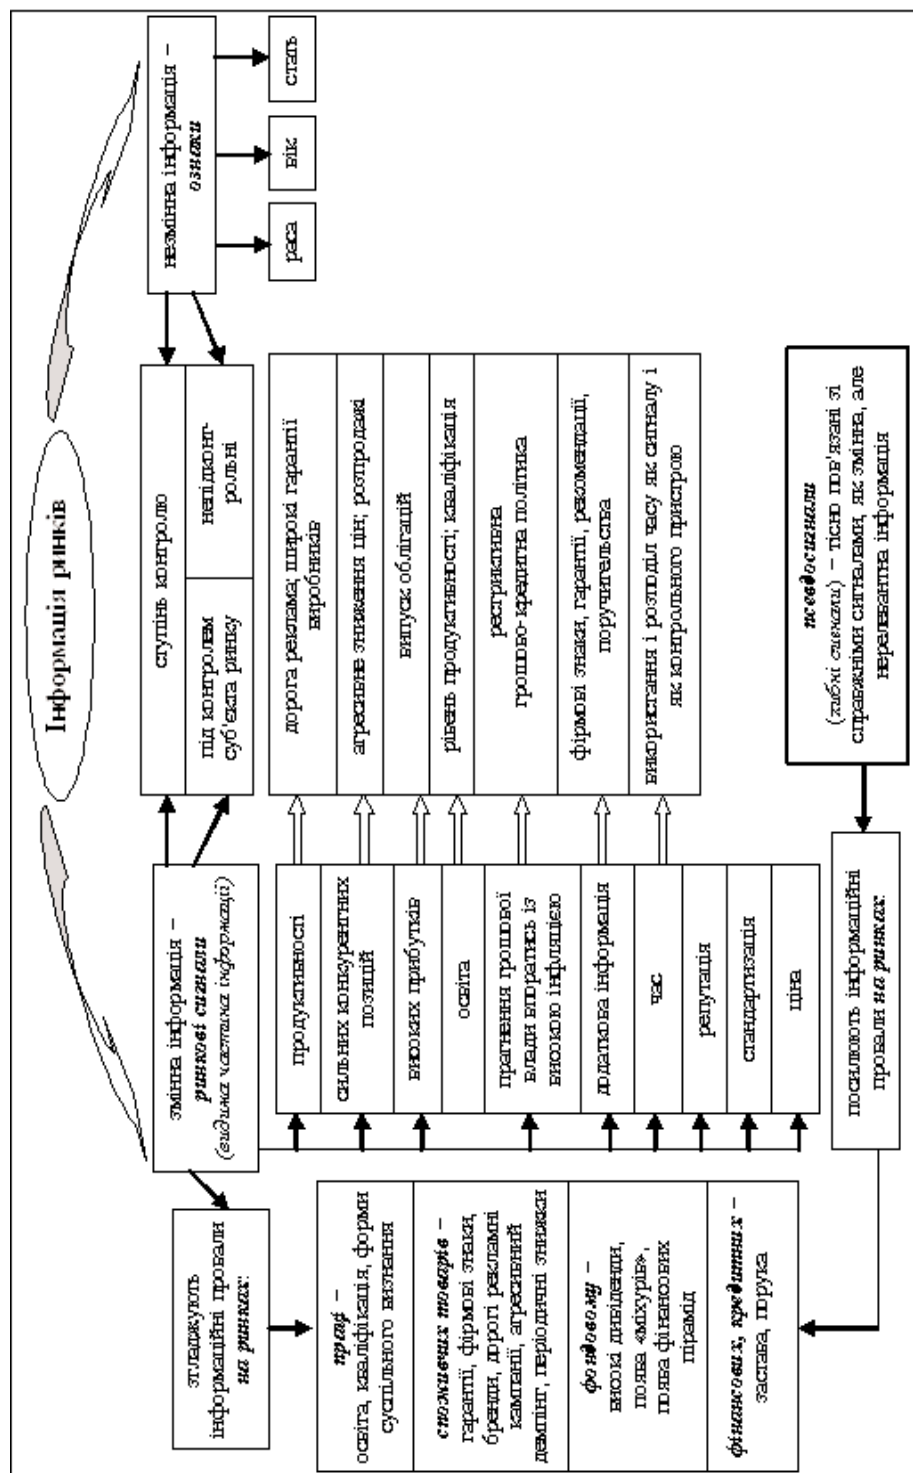 Інформація ринків
змінна інформація –
ринкові сигнали
(видима частина інформації)
ступінь контролю
під контролем
суб'єкта ринку
непідконт-
рольні
незмінна інформація –
ознаки
раса
вік
стать
згладжують
інформаційні провали
на ринках:
праці –
освіта, кваліфікація, форми
суспільного визнання
споживчих товарів –
гарантії, фірмові знаки,
бренди, дорогі рекламні
кампанії, агресивний
демпінг, періодичні знижки
фондовому –
високі дивіденди,
поява «міхурів»,
поява фінансових
пірамід
фінансових, кредитних –
застава, порука
продуктивності
сильних конкурентних
позицій
високих прибутків
освіта
прагнення грошової
влади впоратись із
високою інфляцією
додаткова інформація
час
репутація
стандартизація
ціна
дорога реклама; широкі гарантії
виробників
агресивне зниження цін; розпродажі
випуск облігацій
рівень продуктивності; кваліфікація
рестриктивна
грошово-кредитна політика
фірмові знаки, гарантії, рекомендації,
поручительства
використання і розподіл часу як сигналу і
як контрольного пристрою
посилюють інформаційні
провали на ринках:
псевдосигнали
(хибні сигнали) – тісно пов'язані зі
справжніми сигналами, як змінна, але
нерелевантна інформація